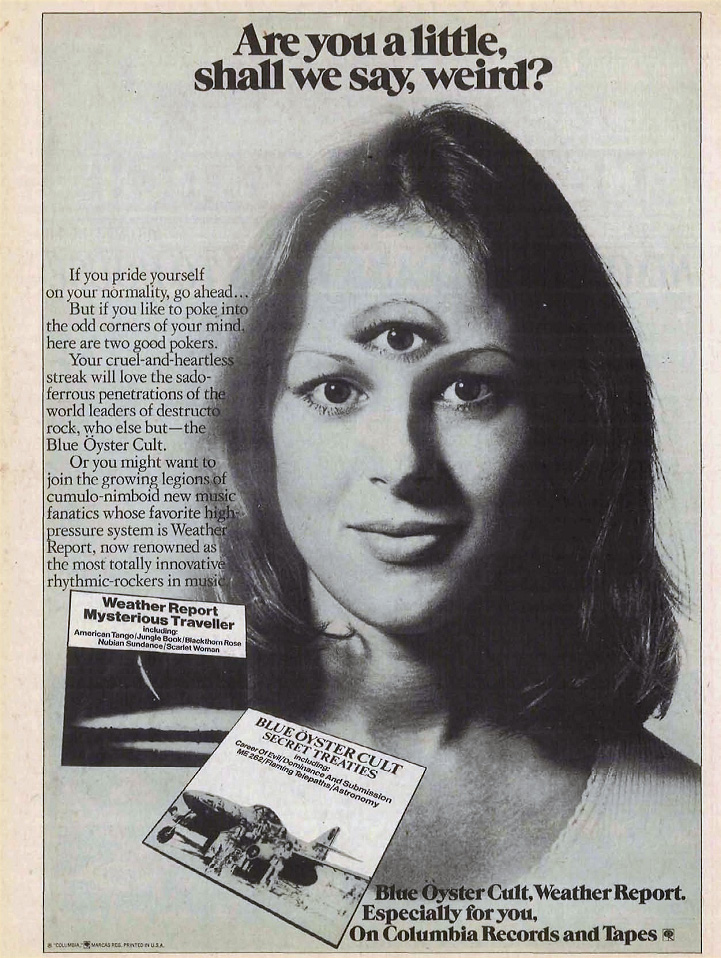 Are you a little,
shall we say, weird?
If you pride yourself
on your normality, go ahead...
But if you like to poke into
the odd corners of your mind,
here are two good pokers.
Your cruel-and-heartless
streak will love the sado-
ferrous penetrations of the
world leaders of destructo
rock, who else but—the
Blue Öyster Cult.
Or you might want to
join the growing legions of
cumulo-nimboid new music
fanatics whose favorite high-
pressure system is Weather
Report, now renowned as
the most totally innovative
rhythmic-rockers in music.
Weather Report
Mysterious Traveller
including:
American Tango/Jungle Book/Blackthorn Rose
Nubian Sundance/Scarlet Woman
BLUE ÖYSTER CULT
SECRET TREATIES
including:
Career Of Evil/Dominance And Submission
ME 262/Flaming Telepaths/Astronomy
Blue Öyster Cult, Weather Report.
Especially for you,
On Columbia Records and Tapes
® "COLUMBIA," MARCAS REG. PRINTED IN U.S.A.